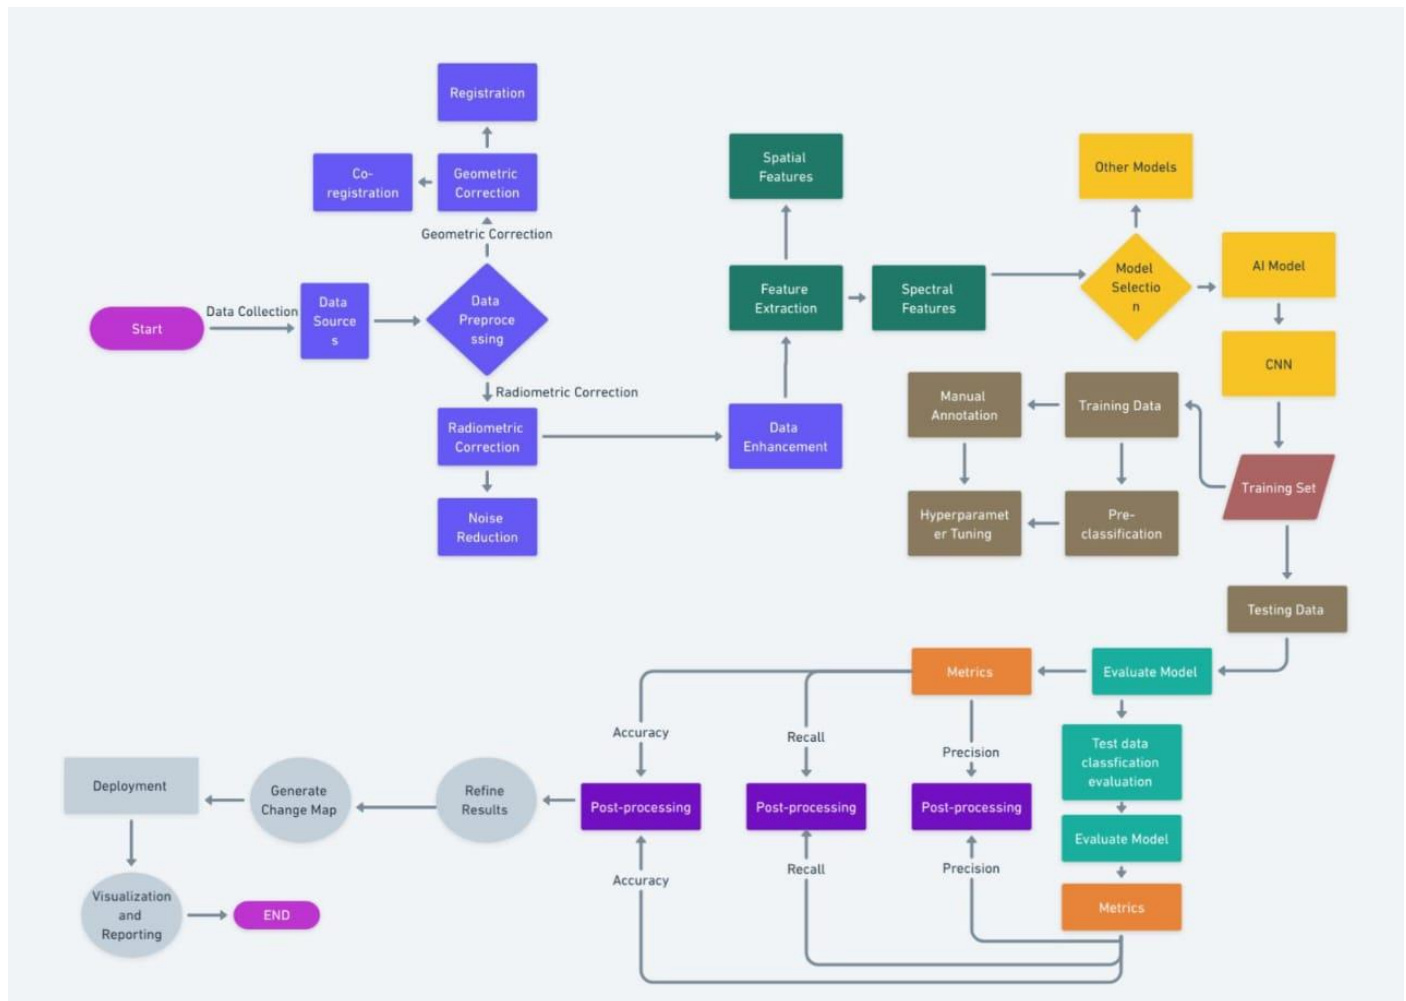 Registration
Co-
registration
Geometric
Correction
Geometric Correction
Start
Data Collection
Data
Source
s
Data
Preproce
ssing
Radiometric Correction
Radiometric
Correction
Noise
Reduction
Spatial
Features
Feature
Extraction
Spectral
Features
Data
Enhancement
Other Models
Model
Selectio
n
AI Model
CNN
Manual
Annotation
Training Data
Training Set
Hyperparamet
er Tuning
Pre-
classification
Testing Data
Metrics
Evaluate Model
Accuracy
Recall
Precision
Test data
classfication
evaluation
Deployment
Generate
Change Map
Refine
Results
Post-processing
Post-processing
Post-processing
Evaluate Model
Accuracy
Recall
Precision
Metrics
Visualization
and
Reporting
END